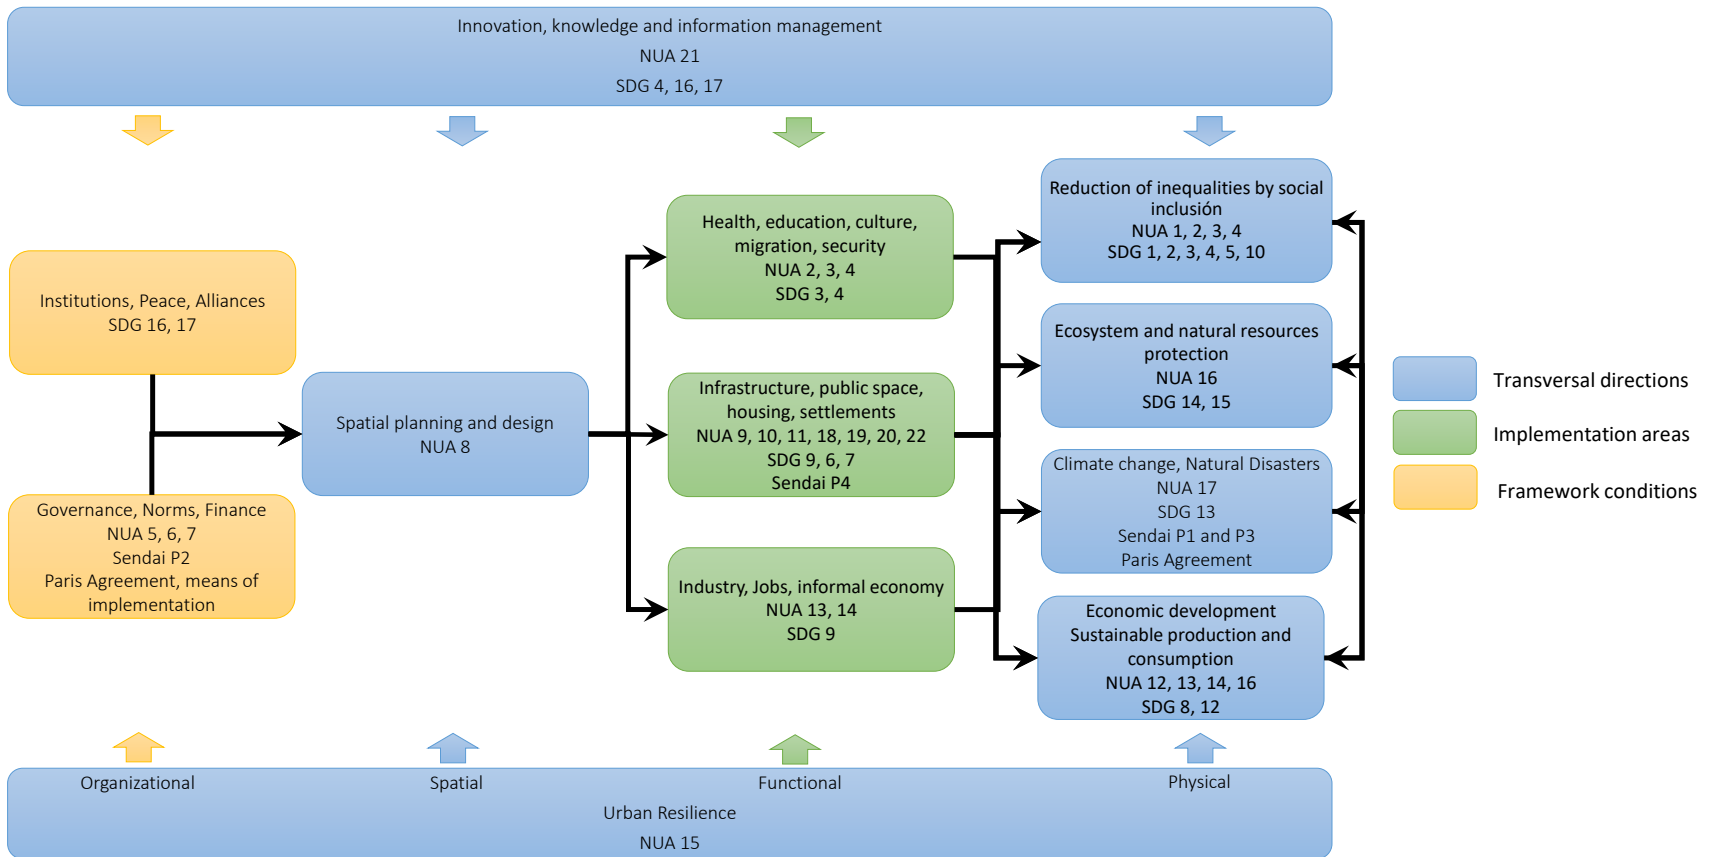 Innovation, knowledge and information management
NUA 21
SDG 4, 16, 17
Institutions, Peace, Alliances
SDG 16, 17
Governance, Norms, Finance
NUA 5, 6, 7
Sendai P2
Paris Agreement, means of
implementation
Spatial planning and design
NUA 8
Health, education, culture,
migration, security
NUA 2, 3, 4
SDG 3, 4
Infrastructure, public space,
housing, settlements
NUA 9, 10, 11, 18, 19, 20, 22
SDG 9, 6, 7
Sendai P4
Industry, Jobs, informal economy
NUA 13, 14
SDG 9
Reduction of inequalities by social
inclusión
NUA 1, 2, 3, 4
SDG 1, 2, 3, 4, 5, 10
Ecosystem and natural resources
protection
NUA 16
SDG 14, 15
Climate change, Natural Disasters
NUA 17
SDG 13
Sendai P1 and P3
Paris Agreement
Economic development
Sustainable production and
consumption
NUA 12, 13, 14, 16
SDG 8, 12
Transversal directions
Implementation areas
Framework conditions
Organizational
Spatial
Functional
Physical
Urban Resilience
NUA 15